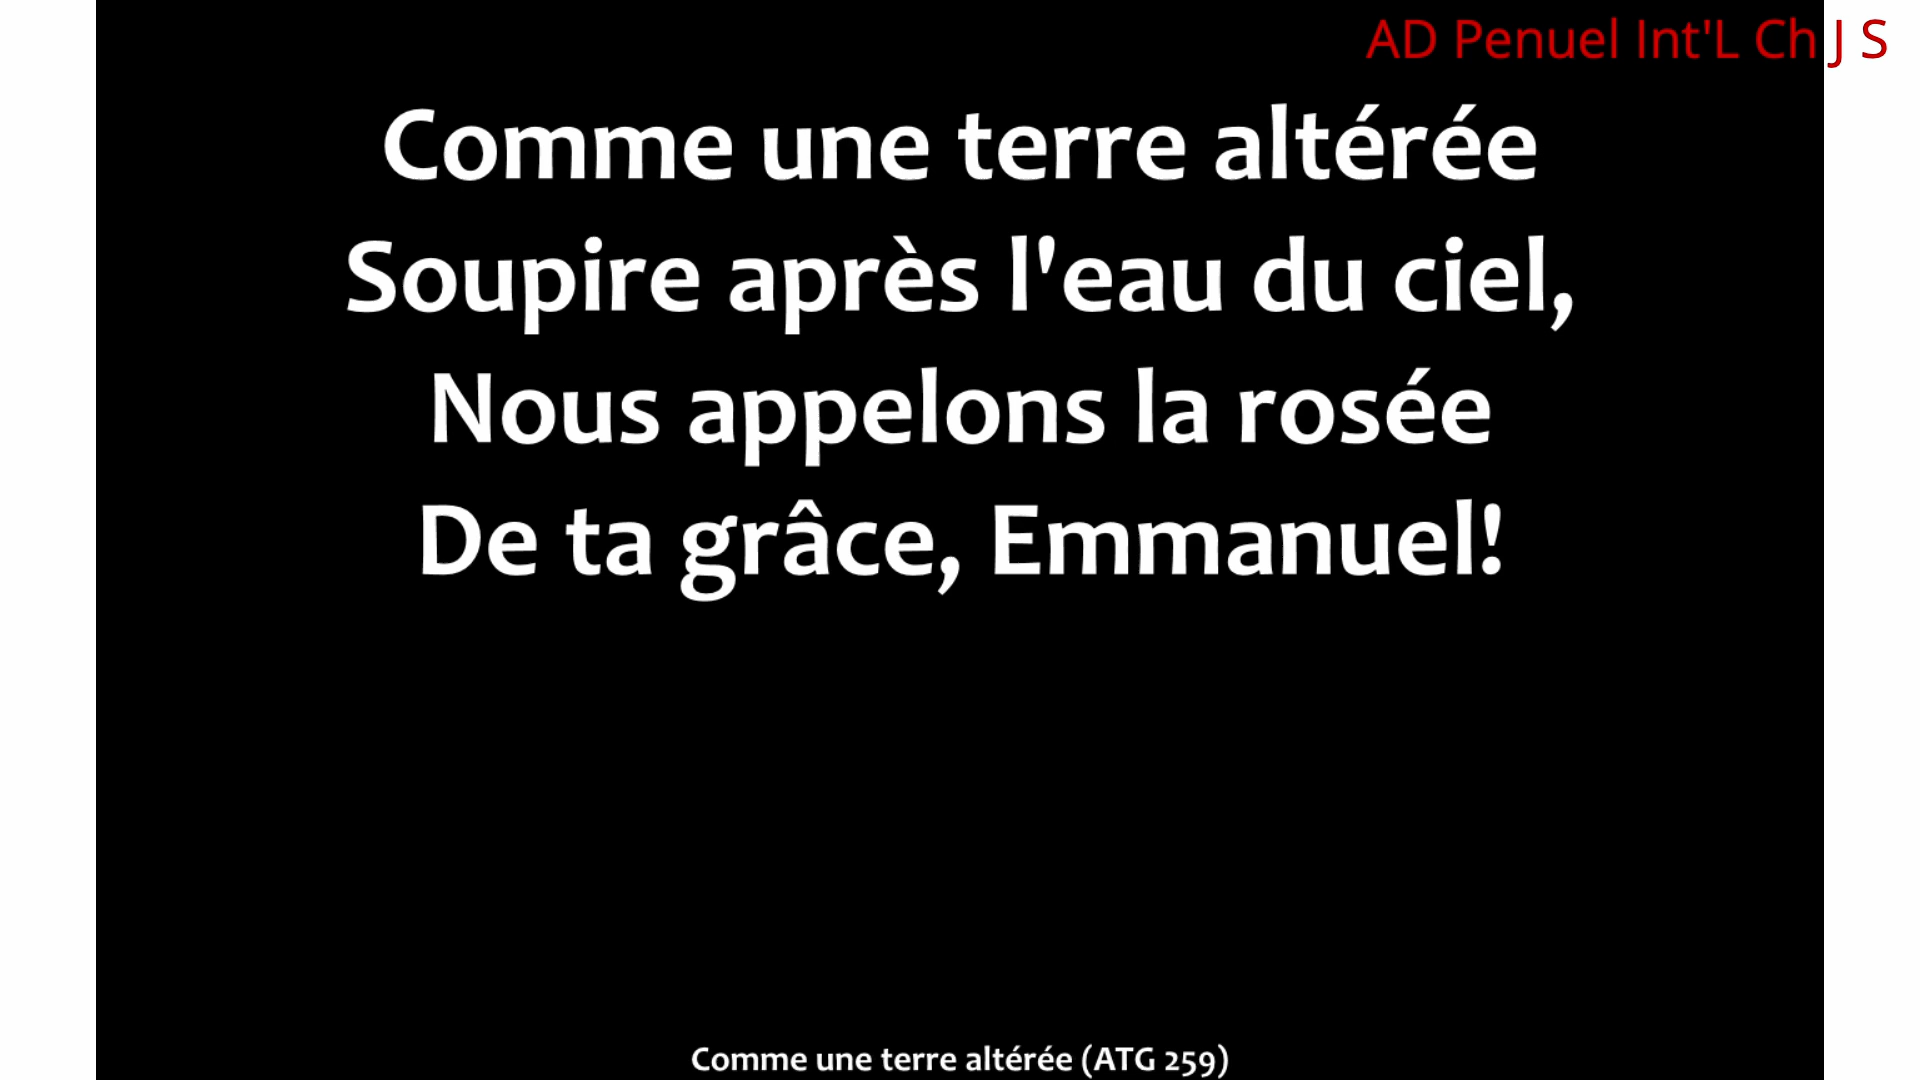 AD Penuel Int'L Ch J S
Comme une terre altérée
Soupire après l'eau du ciel,
Nous appelons la rosée
De ta grâce, Emmanuel!
Comme une terre altérée (ATG 259)